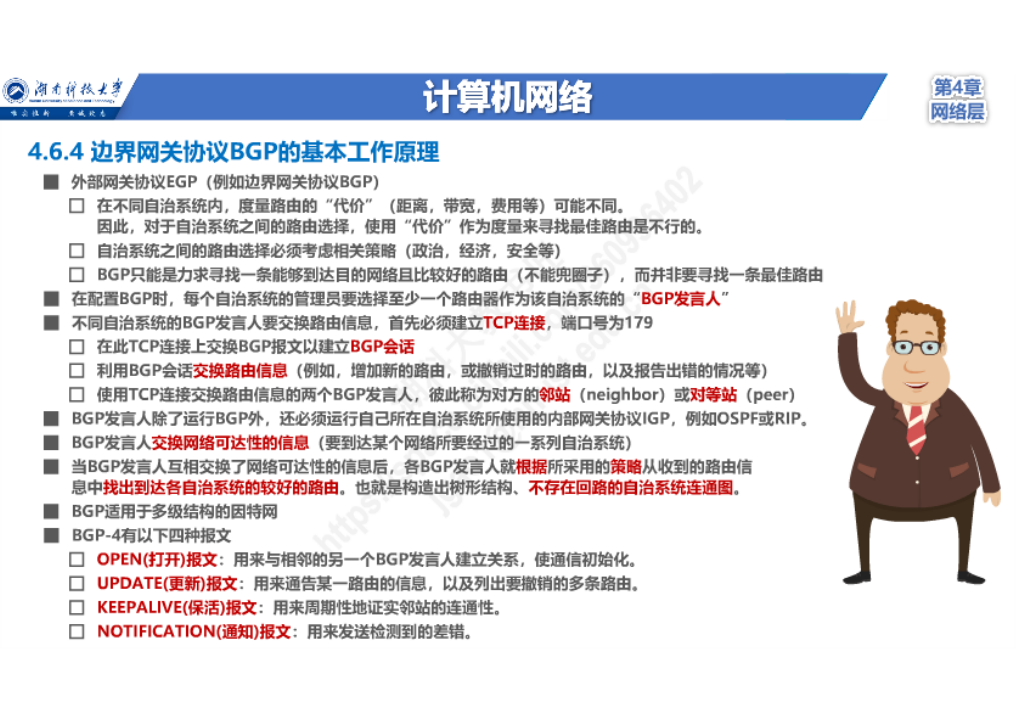 湖南科技大学
唯实惟新 至诚致志
计算机网络
第4章
网络层
4.6.4 边界网关协议BGP的基本工作原理
■ 外部网关协议EGP（例如边界网关协议BGP）
□ 在不同自治系统内，度量路由的“代价”（距离，带宽，费用等）可能不同。
因此，对于自治系统之间的路由选择，使用“代价”作为度量来寻找最佳路由是不行的。
□ 自治系统之间的路由选择必须考虑相关策略（政治，经济，安全等）
□ BGP只能是力求寻找一条能够到达目的网络且比较好的路由（不能兜圈子），而并非要寻找一条最佳路由
■ 在配置BGP时，每个自治系统的管理员要选择至少一个路由器作为该自治系统的“BGP发言人”
■ 不同自治系统的BGP发言人要交换路由信息，首先必须建立TCP连接，端口号为179
□ 在此TCP连接上交换BGP报文以建立BGP会话
□ 利用BGP会话交换路由信息（例如，增加新的路由，或撤销过时的路由，以及报告出错的情况等）
□ 使用TCP连接交换路由信息的两个BGP发言人，彼此称为对方的邻站（neighbor）或对等站（peer）
■ BGP发言人除了运行BGP外，还必须运行自己所在自治系统所使用的内部网关协议IGP，例如OSPF或RIP。
■ BGP发言人交换网络可达性的信息（要到达某个网络所要经过的一系列自治系统）
■ 当BGP发言人互相交换了网络可达性的信息后，各BGP发言人就根据所采用的策略从收到的路由信
息中找出到达各自治系统的较好的路由。也就是构造出树形结构、不存在回路的自治系统连通图。
■ BGP适用于多级结构的因特网
■ BGP-4有以下四种报文
□ OPEN(打开)报文：用来与相邻的另一个BGP发言人建立关系，使通信初始化。
□ UPDATE(更新)报文：用来通告某一路由的信息，以及列出要撤销的多条路由。
□ KEEPALIVE(保活)报文：用来周期性地证实邻站的连通性。
□ NOTIFICATION(通知)报文：用来发送检测到的差错。